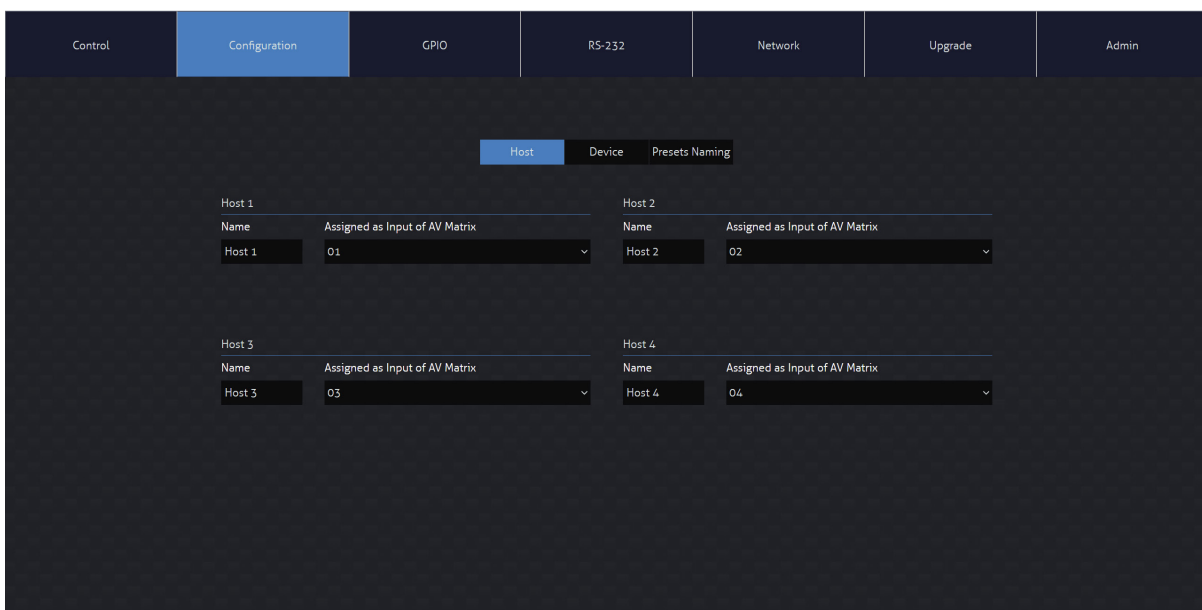 Control Configuration GPIO RS-232 Network Upgrade Admin
Host Device Presets Naming
Host 1 Host 2
Name Assigned as Input of AV Matrix Name Assigned as Input of AV Matrix
Host 1 01 Host 2 02
Host 3 Host 4
Name Assigned as Input of AV Matrix Name Assigned as Input of AV Matrix
Host 3 03 Host 4 04